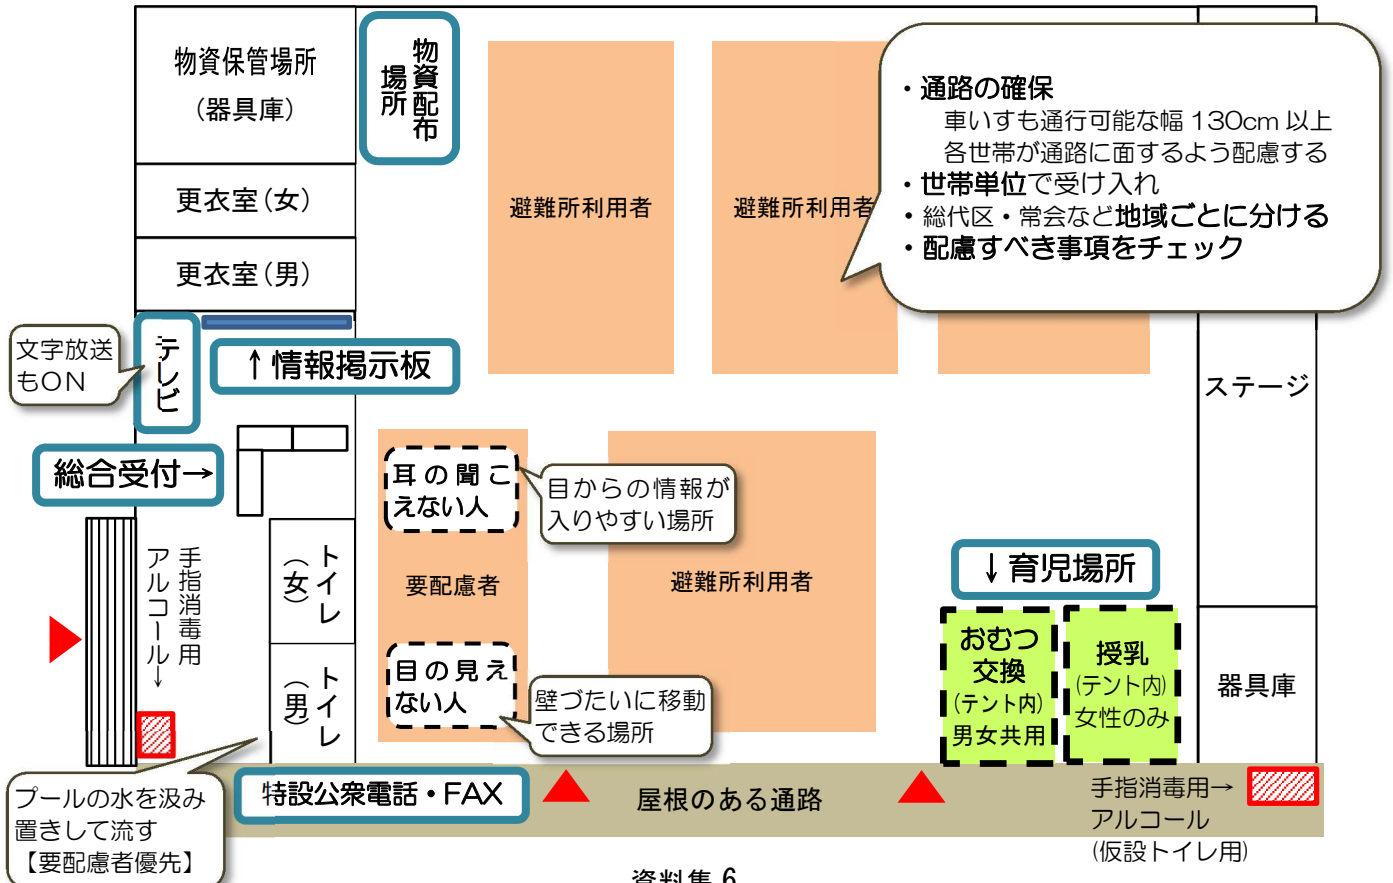 物資保管場所
(器具庫)
物資配布
場所
・通路の確保
車いすも通行可能な幅 130cm 以上
各世帯が通路に面するよう配慮する
・世帯単位で受け入れ
・総代区・常会など地域ごとに分ける
・配慮すべき事項をチェック
更衣室(女)
避難所利用者
避難所利用者
更衣室(男)
文字放送
もON
テレビ
↑情報掲示板
ステージ
総合受付→
耳の聞こ
えない人
目からの情報が
入りやすい場所
手指消毒用
アルコール→
トイレ
(女)
要配慮者
避難所利用者
↓育児場所
トイレ
(男)
目の見え
ない人
壁づたいに移動
できる場所
おむつ
交換
(テント内)
男女共用
授乳
(テント内)
女性のみ
器具庫
プールの水を汲み
置きして流す
【要配慮者優先】
特設公衆電話・FAX
屋根のある通路
手指消毒用→
アルコール
(仮設トイレ用)
資料集 6